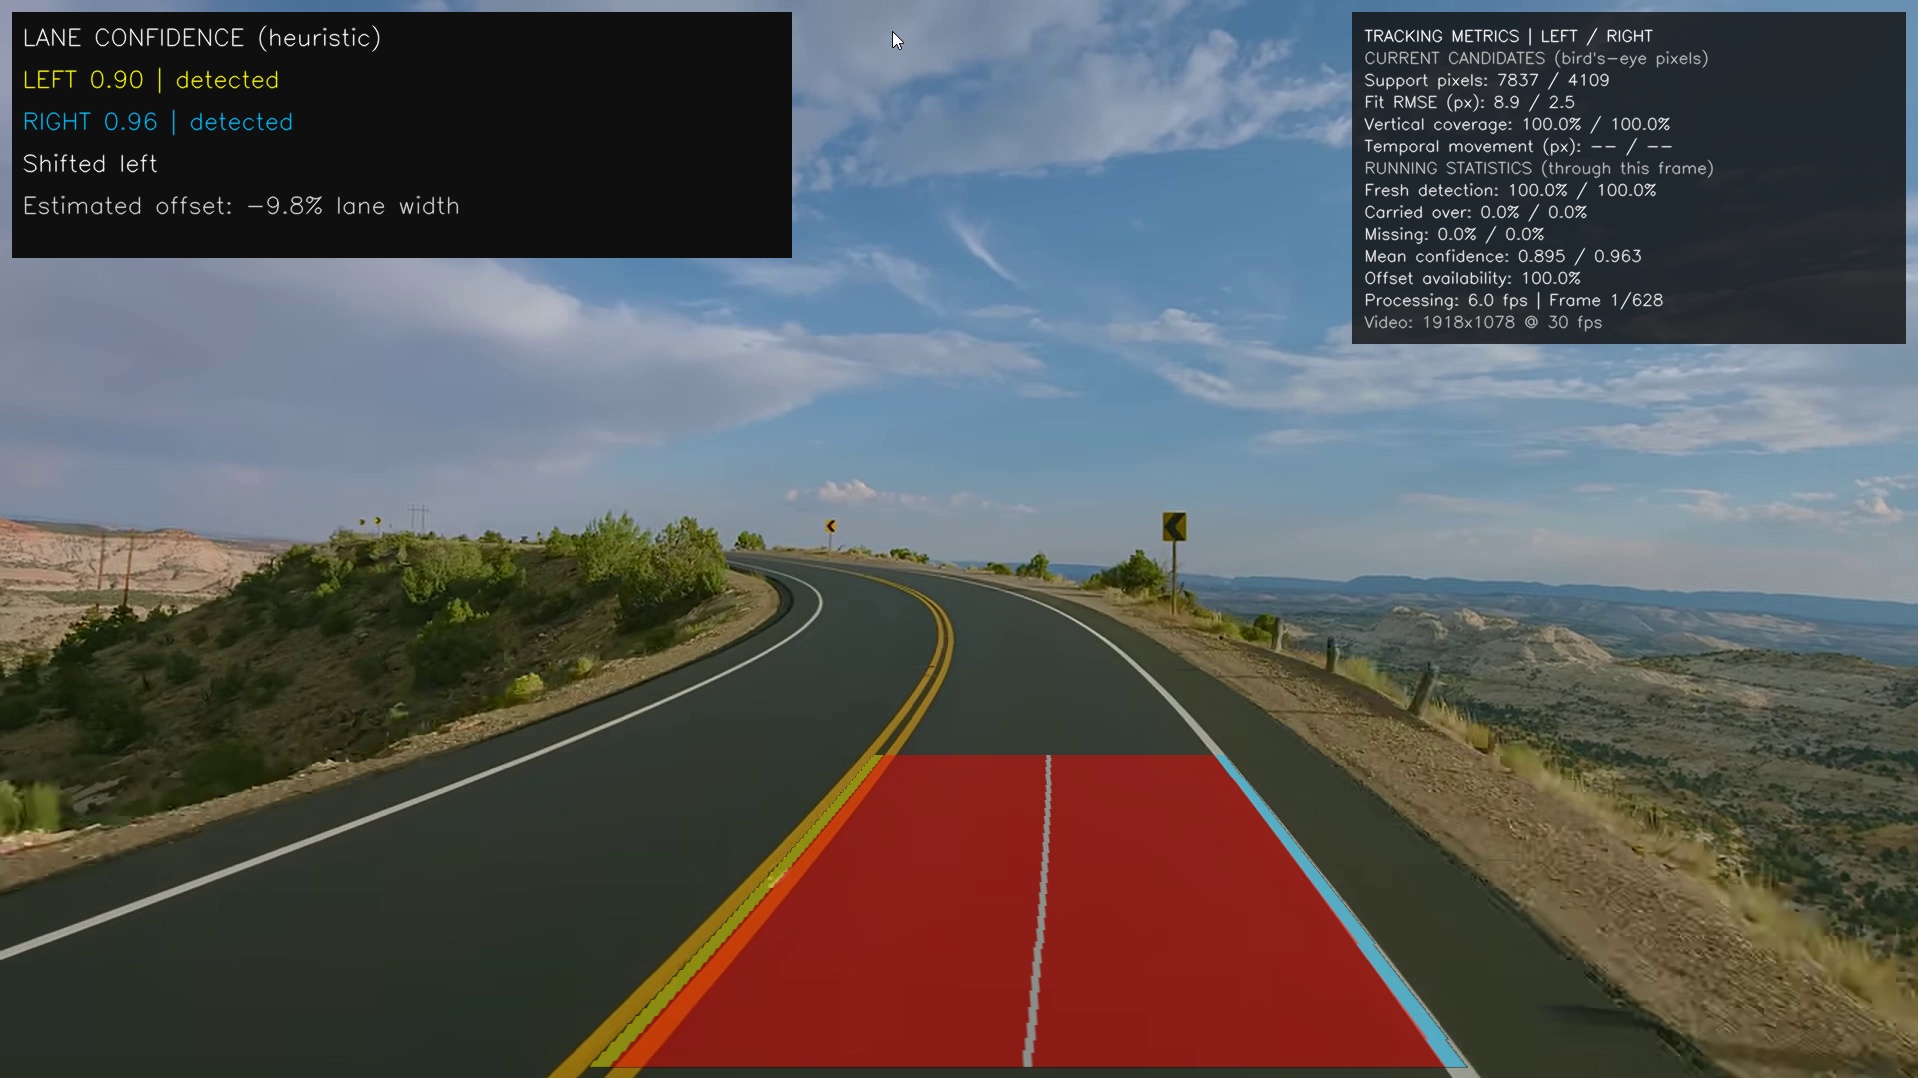 LANE CONFIDENCE (heuristic)
LEFT 0.90 | detected
RIGHT 0.96 | detected
Shifted left
Estimated offset: -9.8% lane width
TRACKING METRICS | LEFT / RIGHT
CURRENT CANDIDATES (bird's-eye pixels)
Support pixels: 7837 / 4109
Fit RMSE (px): 8.9 / 2.5
Vertical coverage: 100.0% / 100.0%
Temporal movement (px): -- / --
RUNNING STATISTICS (through this frame)
Fresh detection: 100.0% / 100.0%
Carried over: 0.0% / 0.0%
Missing: 0.0% / 0.0%
Mean confidence: 0.895 / 0.963
Offset availability: 100.0%
Processing: 6.0 fps | Frame 1/628
Video: 1918x1078 @ 30 fps